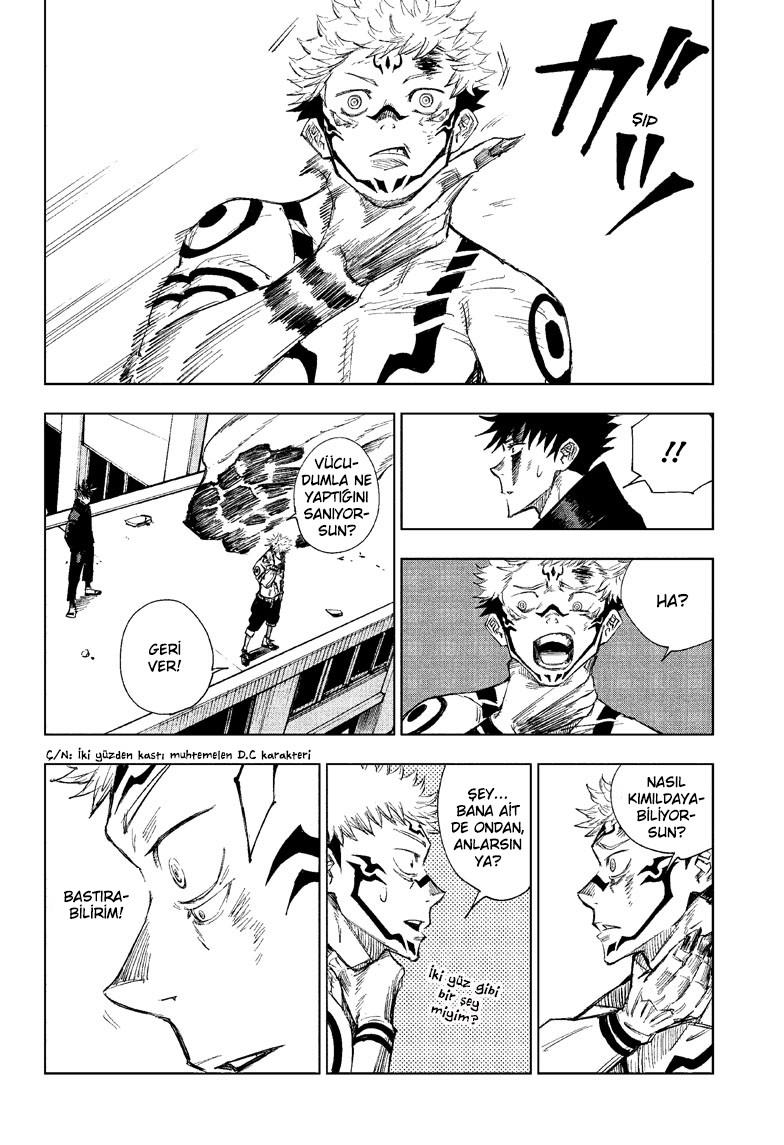 ガッ
ŞIP
!!
VÜCU-
DUMLA NE
YAPTIĞINI
SANIYOR-
SUN?
GERİ
VER!
HA?
Ç/N: İki yüzden kastı muhtemelen D.C karakteri
NASIL
KIMILDAYA-
BİLİYOR-
SUN?
ŞEY...
BANA AİT
DE ONDAN,
ANLARSIN
YA?
İki yüz gibi
bir şey
miyim?
BASTIRA-
BİLİRİM!